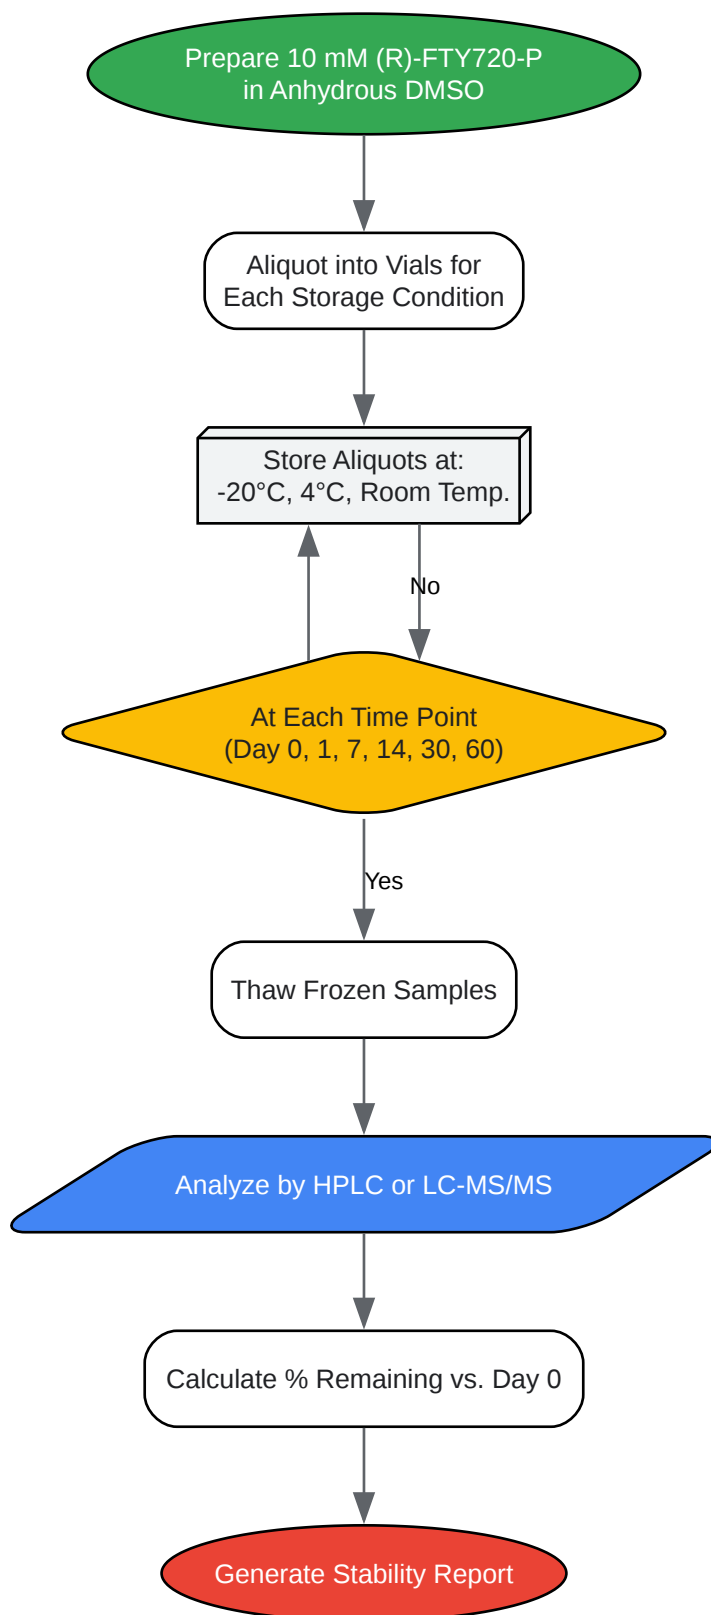 Prepare 10 mM (R)-FTY720-P
in Anhydrous DMSO
Aliquot into Vials for
Each Storage Condition
Store Aliquots at:
-20°C, 4°C, Room Temp.
No
At Each Time Point
(Day 0, 1, 7, 14, 30, 60)
Yes
Thaw Frozen Samples
Analyze by HPLC or LC-MS/MS
Calculate % Remaining vs. Day 0
Generate Stability Report